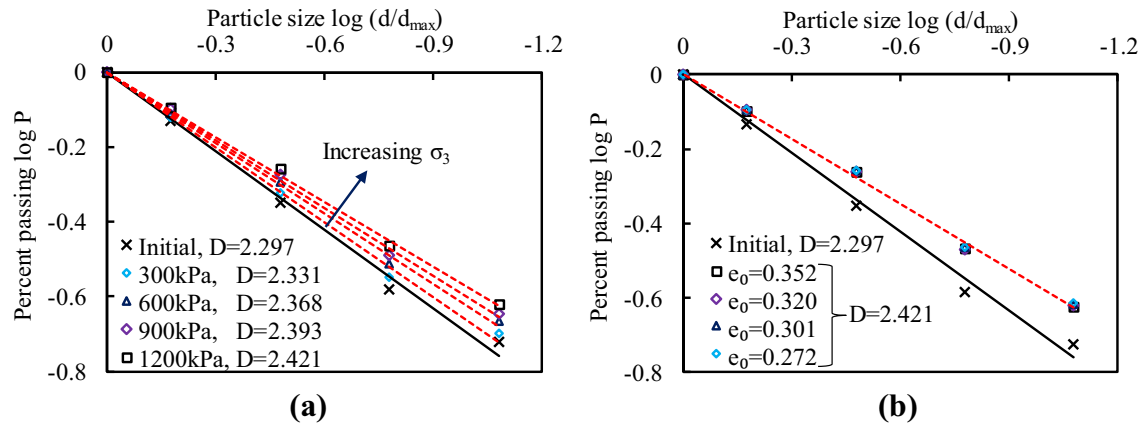 Particle size log (d/dmax)
0 -0.3 -0.6 -0.9 -1.2
0
-0.2
-0.4
-0.6
-0.8
Percent passing log P
Increasing σ3
Initial, D=2.297
300kPa, D=2.331
600kPa, D=2.368
900kPa, D=2.393
1200kPa, D=2.421
(a)
Particle size log (d/dmax)
0 -0.3 -0.6 -0.9 -1.2
0
-0.2
-0.4
-0.6
-0.8
Percent passing log P
Initial, D=2.297
e0=0.352
e0=0.320
e0=0.301
e0=0.272
D=2.421
(b)